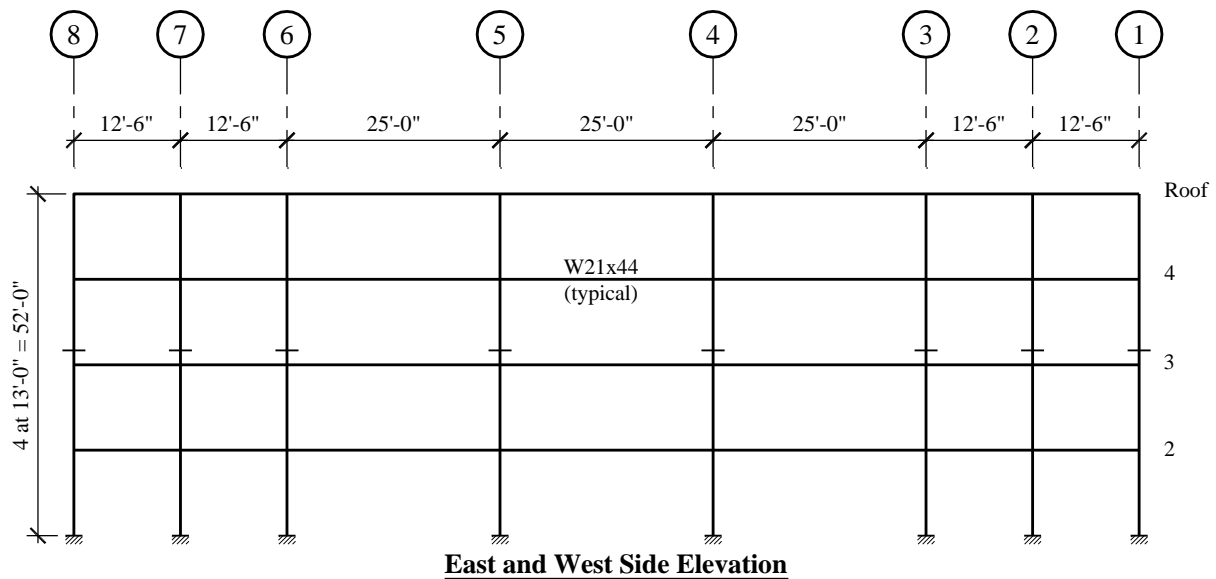 8 7 6 5 4 3 2 1
12'-6" 12'-6" 25'-0" 25'-0" 25'-0" 12'-6" 12'-6"
Roof
W21x44
4
(typical)
4 at 13'-0" = 52'-0"
3
2
East and West Side Elevation